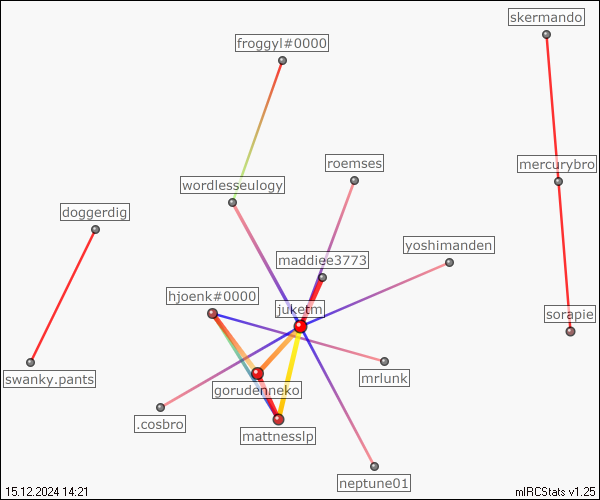 skermando
froggyl#0000
roemses
mercurybro
wordlesseulogy
doggerdig
yoshimanden
maddiee3773
hjoenk#0000
juketm
sorapie
swanky.pants
mrlunk
gorudenneko
.cosbro
mattnesslp
neptune01
15.12.2024 14:21
mIRCStats v1.25